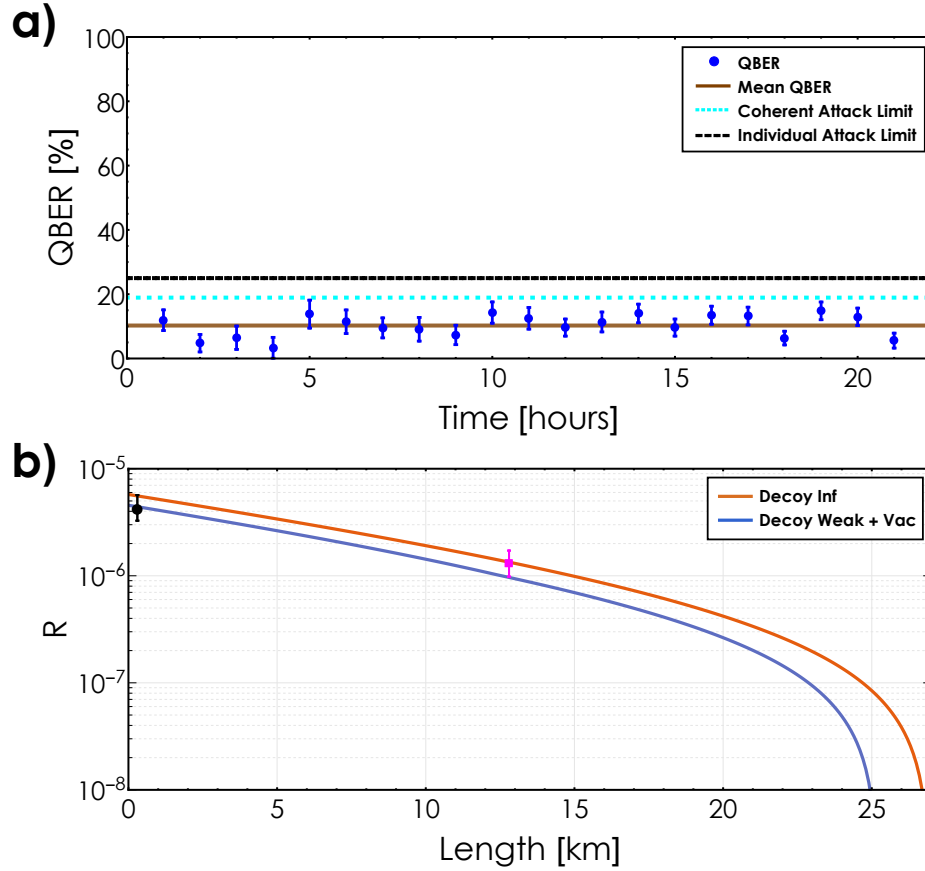 a)
100
80
60
40
20
0
QBER [%]
QBER
Mean QBER
Coherent Attack Limit
Individual Attack Limit
0 5 10 15 20
Time [hours]
b)
10⁻⁵
10⁻⁶
10⁻⁷
10⁻⁸
R
Decoy Inf
Decoy Weak + Vac
0 5 10 15 20 25
Length [km]